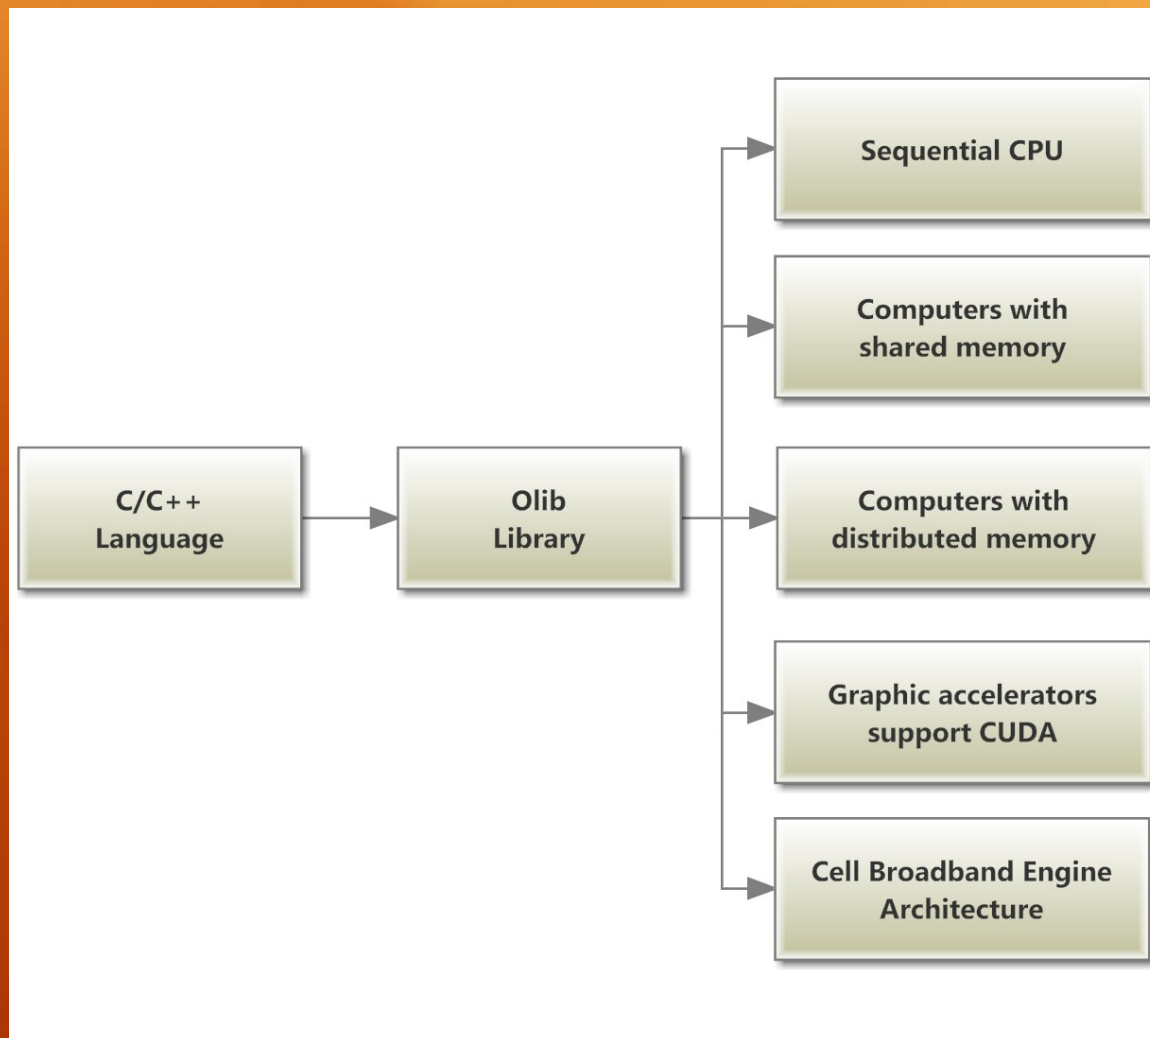 Sequential CPU
Computers with
shared memory
C/C++
Language
Olib
Library
Computers with
distributed memory
Graphic accelerators
support CUDA
Cell Broadband Engine
Architecture